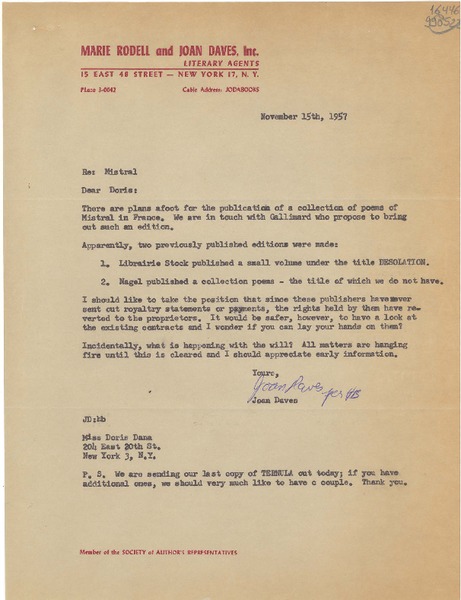 16446
MARIE RODELL and JOAN DAVES, Inc.
LITERARY AGENTS
15 EAST 48 STREET — NEW YORK 17, N. Y.
Plaza 3-0042 Cable Address: JODABOOKS
November 15th, 1957
Re: Mistral
Dear Doris:
There are plans afoot for the publication of a collection of poems of
Mistral in France. We are in touch with Gallimard who propose to bring
out such an edition.
Apparently, two previously published editions were made:
1. Librairie Stock published a small volume under the title DESOLATION.
2. Nagel published a collection poems - the title of which we do not have.
I should like to take the position that since these publishers have never
sent out royaltry statements or payments, the rights held by them have re-
verted to the proprietors. It would be safer, however, to have a look at
the existing contracts and I wonder if you can lay your hands on them?
Incidentally, what is happening with the will? All matters are hanging
fire until this is cleared and I should appreciate early information.
Yours,
Joan Daves per
Joan Daves
JD:hb
Miss Doris Dana
204 East 20th St.
New York 3, N.Y.
P. S. We are sending our last copy of TERNULA out today; if you have
additional ones, we should very much like to have a couple. Thank you.
Member of the SOCIETY of AUTHOR'S REPRESENTATIVES